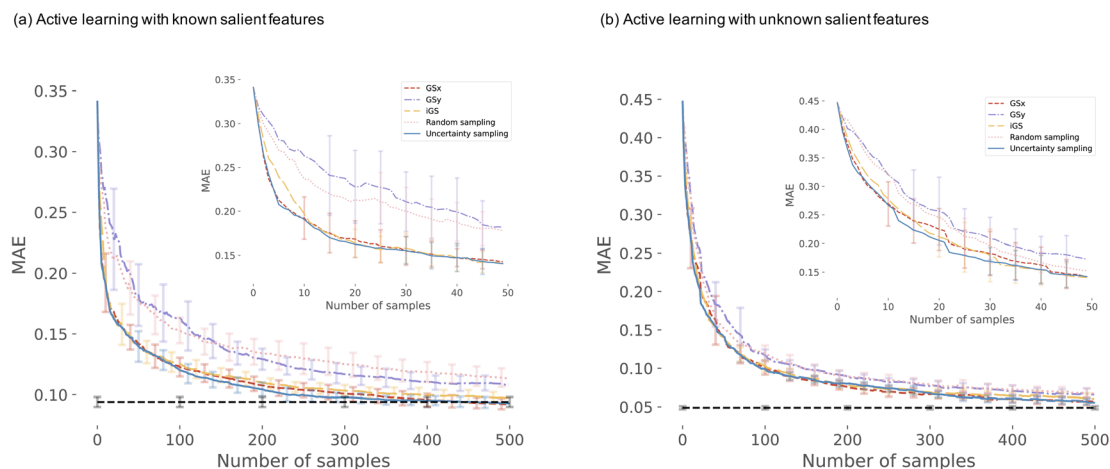 (a) Active learning with known salient features
(b) Active learning with unknown salient features
0.35
0.30
0.25
0.20
0.15
0.10
MAE
0
100
200
300
400
500
Number of samples
0.35
0.30
0.25
0.20
0.15
MAE
0
10
20
30
40
50
Number of samples
GSx
GSy
iGS
Random sampling
Uncertainty sampling
0.45
0.40
0.35
0.30
0.25
0.20
0.15
0.10
0.05
MAE
0
100
200
300
400
500
Number of samples
0.45
0.40
0.35
0.30
0.25
0.20
0.15
MAE
0
10
20
30
40
50
Number of samples
GSx
GSy
iGS
Random sampling
Uncertainty sampling